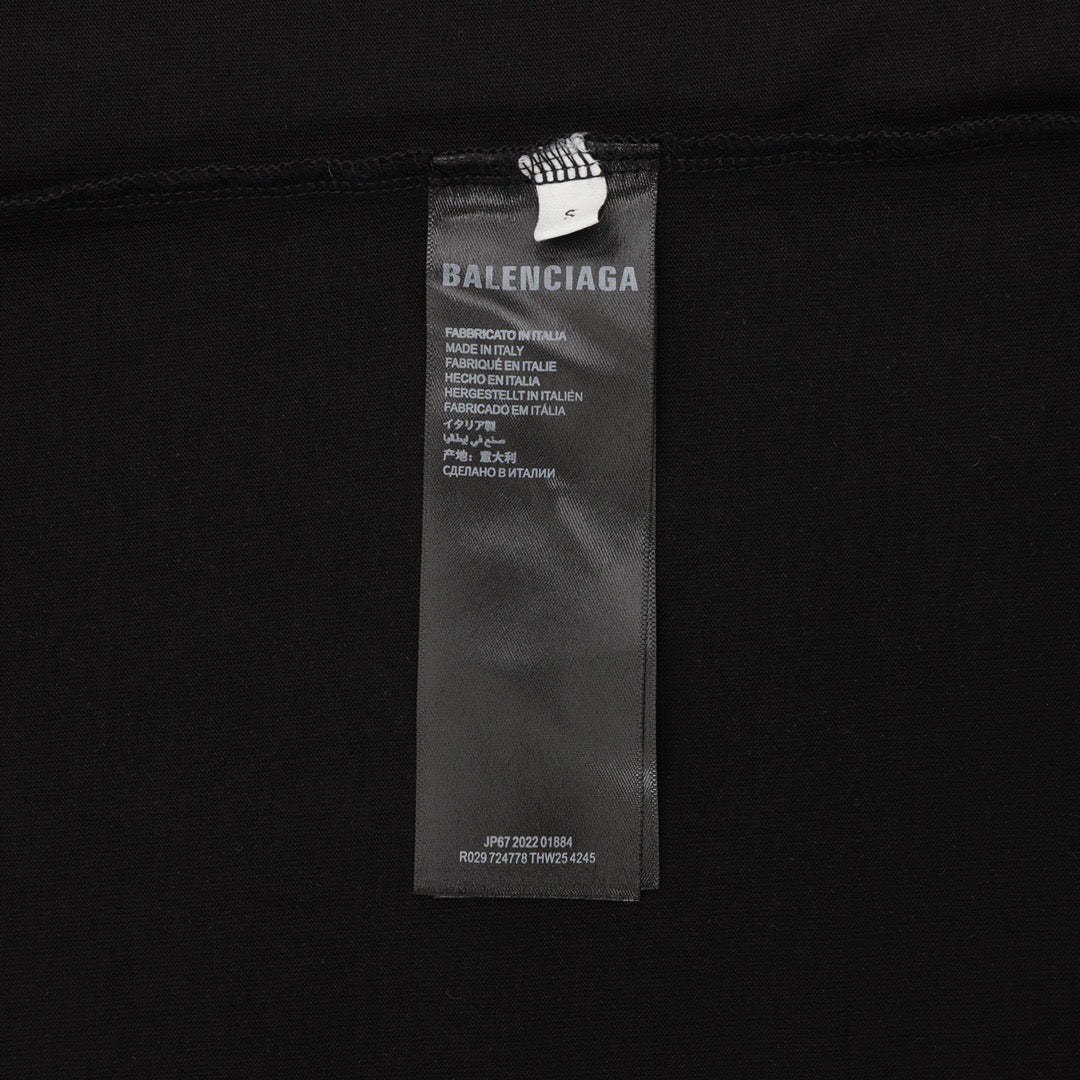 S
BALENCIAGA
FABBRICATO IN ITALIA
MADE IN ITALY
FABRIQUÉ EN ITALIE
HECHO EN ITALIA
HERGESTELLT IN ITALIEN
FABRICADO EM ITÁLIA
イタリア製
صنع في إيطاليا
产地：意大利
СДЕЛАНО В ИТАЛИИ
JP67 2022 01884
R029 724778 THW25 4245